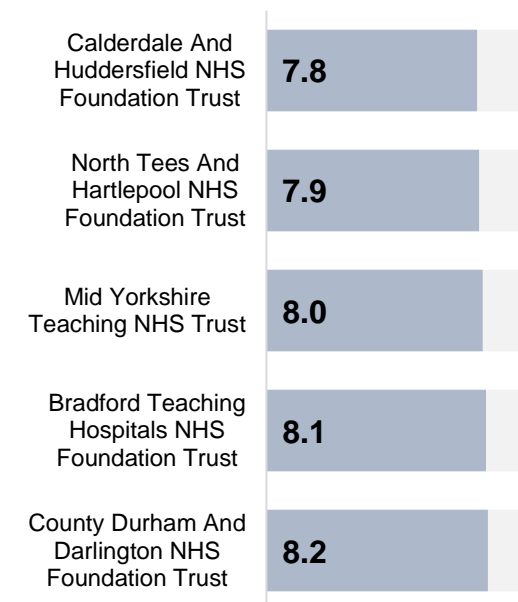 Calderdale And
Huddersfield NHS
Foundation Trust
7.8
North Tees And
Hartlepool NHS
Foundation Trust
7.9
Mid Yorkshire
Teaching NHS Trust
8.0
Bradford Teaching
Hospitals NHS
Foundation Trust
8.1
County Durham And
Darlington NHS
Foundation Trust
8.2